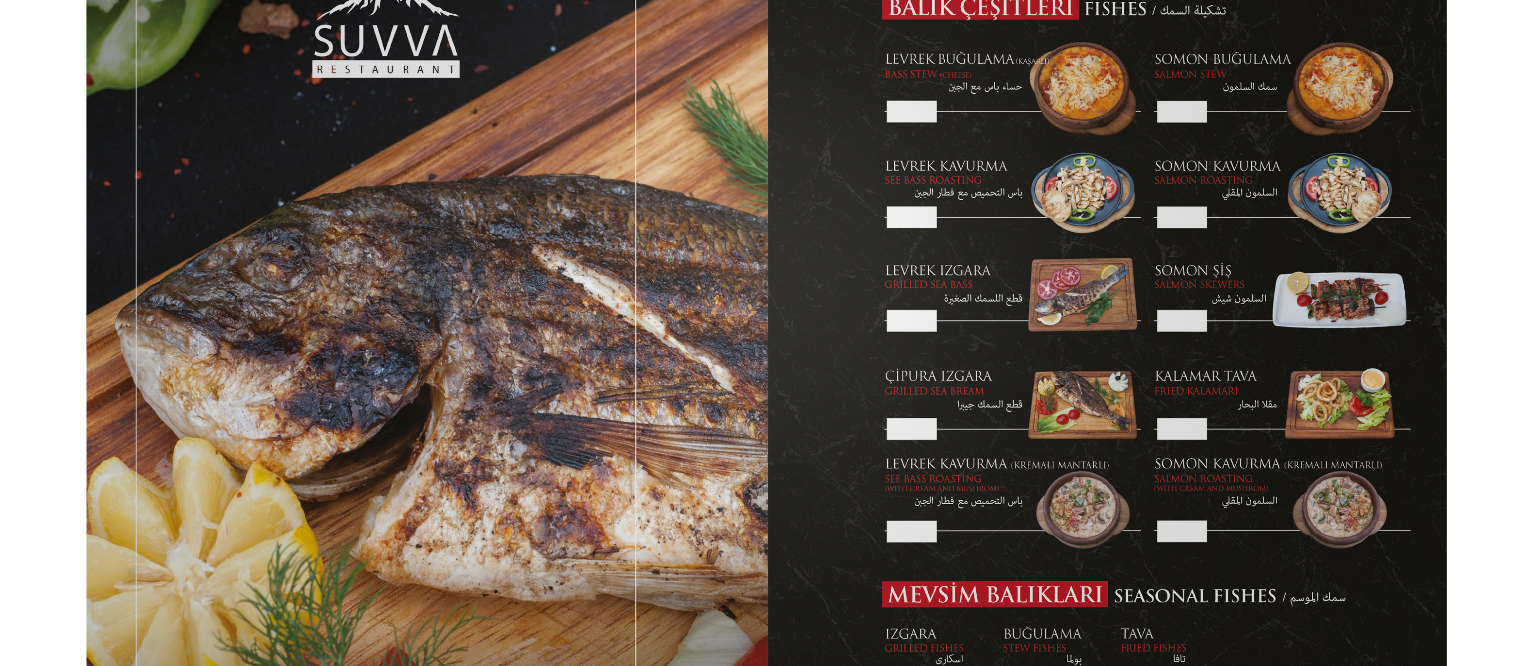 SUVVA
RESTAURANT
BALIK ÇEŞİTLERİ FISHES / تشكيلة السمك
LEVREK BUĞULAMA (KAŞARLI)
BASS STEW (CHEESE)
حساء باس مع الجبن
SOMON BUĞULAMA
SALMON STEW
سمك السلمون
LEVREK KAVURMA
SEE BASS ROASTING
باس التحميص مع فطار الجبن
SOMON KAVURMA
SALMON ROASTING
السلمون المقلي
LEVREK IZGARA
GRILLED SEA BASS
قطع اللسمك الصغيرة
SOMON ŞİŞ
SALMON SKEWERS
السلمون شيش
ÇİPURA IZGARA
GRILLED SEA BREAM
قطع السمك جيبرا
KALAMAR TAVA
FRIED KALAMARI
مقلا البحار
LEVREK KAVURMA (KREMALI MANTARLI)
SEE BASS ROASTING
(WITH CREAM AND MUSHROM)
باس التحميص مع فطار الجبن
SOMON KAVURMA (KREMALI MANTARLI)
SALMON ROASTING
(WITH CREAM AND MUSHROM)
السلمون المقلي
MEVSİM BALIKLARI SEASONAL FISHES / سمك الموسم
IZGARA
GRILLED FISHES
اسكارى
BUĞULAMA
STEW FISHES
بولما
TAVA
FRIED FISHES
تافا